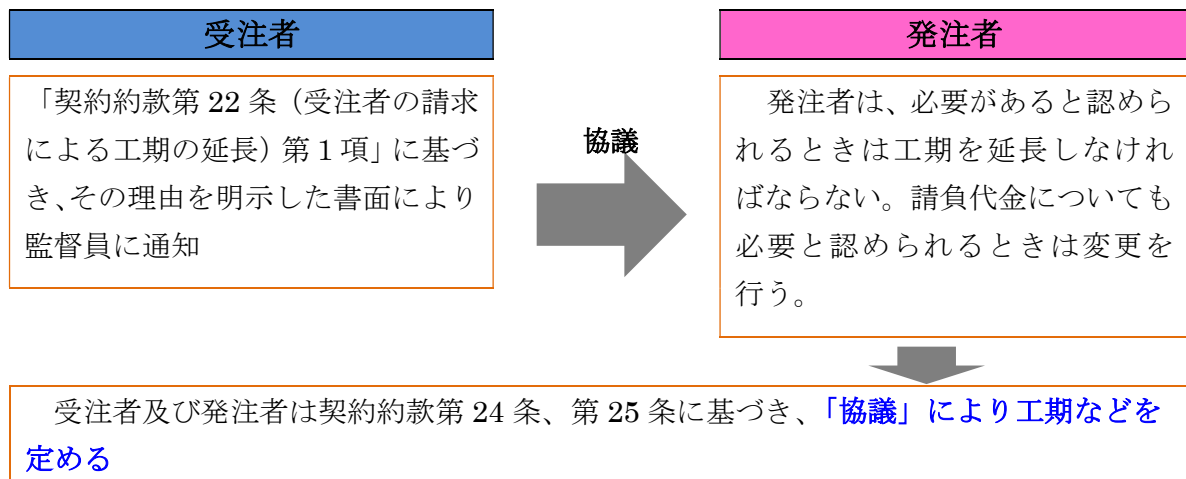 受注者
「契約約款第 22 条（受注者の請求
による工期の延長）第 1 項」に基づ
き、その理由を明示した書面により
監督員に通知
協議
発注者
発注者は、必要があると認めら
れるときは工期を延長しなけれ
ばならない。請負代金についても
必要と認められるときは変更を
行う。
受注者及び発注者は契約約款第 24 条、第 25 条に基づき、「協議」により工期などを
定める